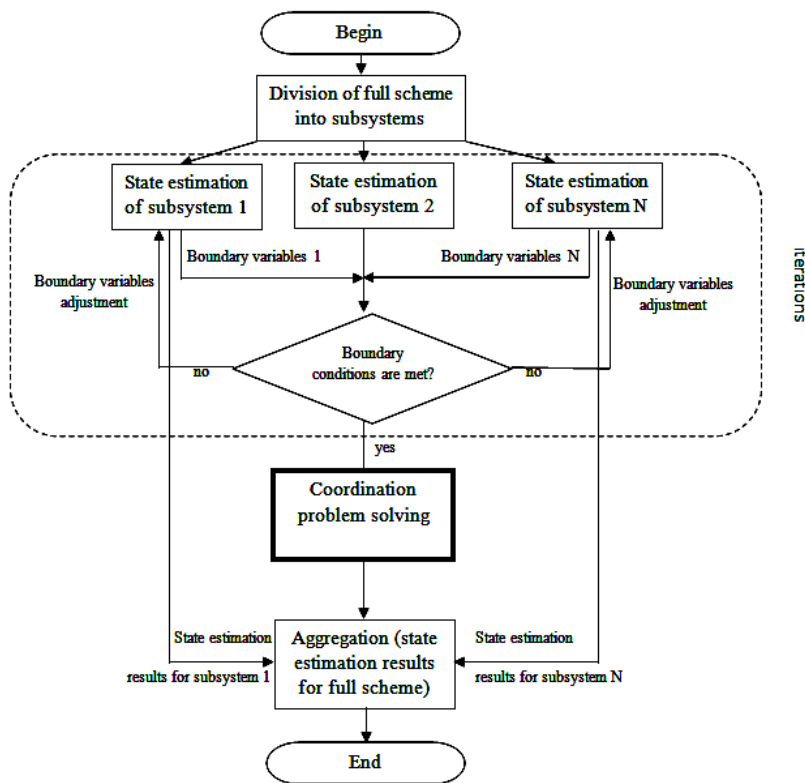 Begin
Division of full scheme
into subsystems
State estimation
of subsystem 1
State estimation
of subsystem 2
State estimation
of subsystem N
Boundary variables 1
Boundary variables N
Boundary variables
adjustment
Boundary variables
adjustment
iterations
Boundary
conditions are met?
no
no
yes
Coordination
problem solving
State estimation
results for subsystem 1
Aggregation (state
estimation results
for full scheme)
State estimation
results for subsystem N
End